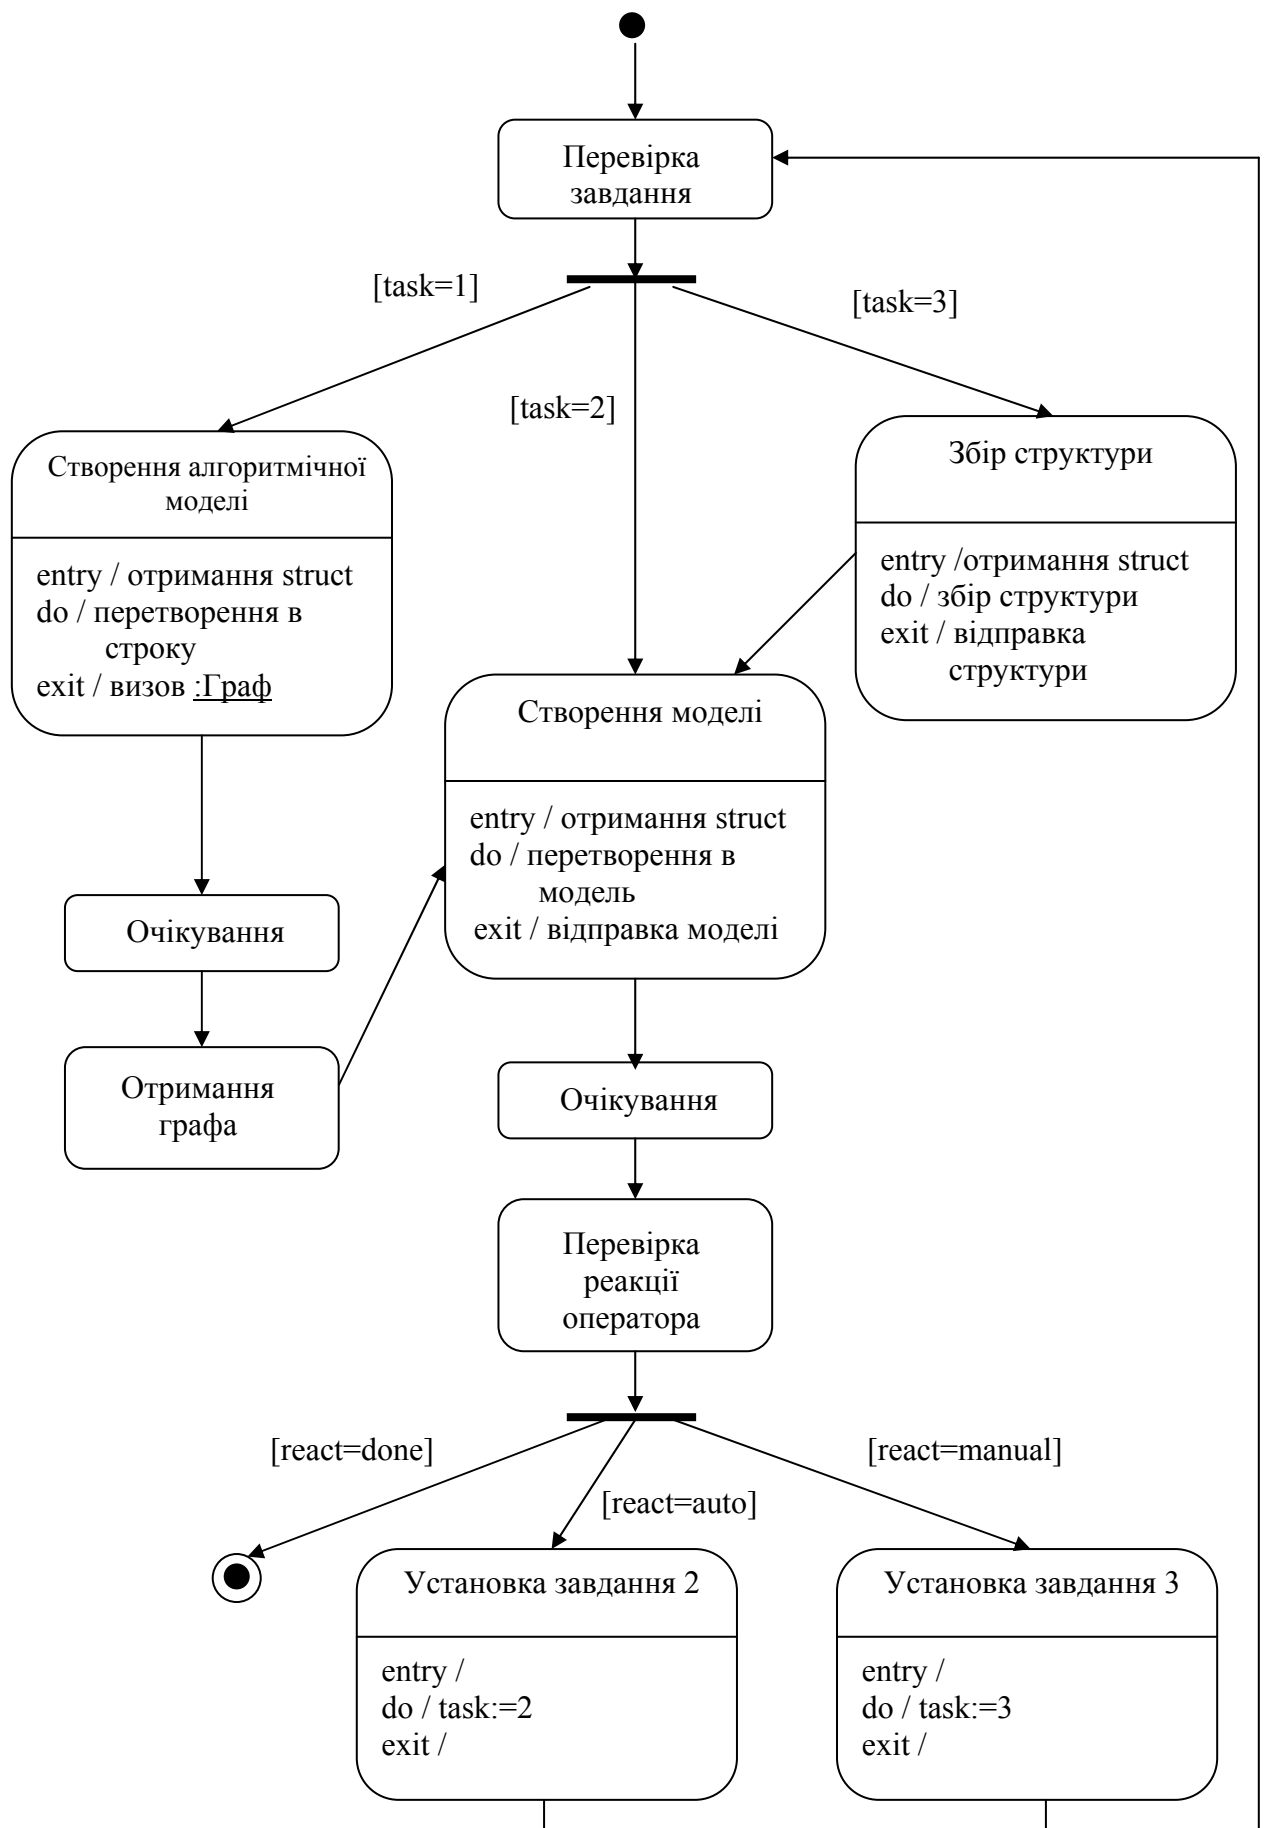 Перевірка
завдання
[task=1]
[task=3]
[task=2]
Створення алгоритмічної
моделі
entry / отримання struct
do / перетворення в
строку
exit / визов :Граф
Збір структури
entry /отримання struct
do / збір структури
exit / відправка
структури
Створення моделі
entry / отримання struct
do / перетворення в
модель
exit / відправка моделі
Очікування
Отримання
графа
Очікування
Перевірка
реакції
оператора
[react=done]
[react=auto]
[react=manual]
Установка завдання 2
entry /
do / task:=2
exit /
Установка завдання 3
entry /
do / task:=3
exit /